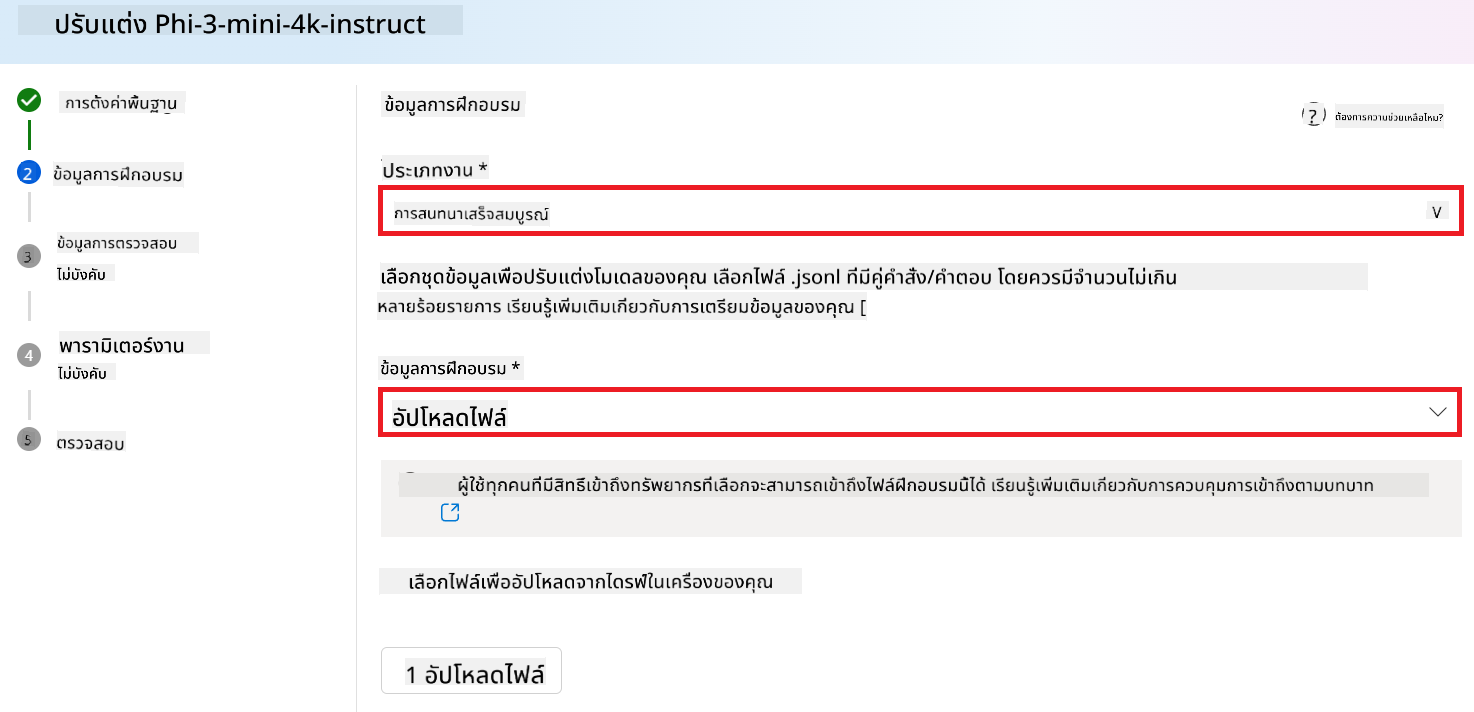 ปรับแต่ง Phi-3-mini-4k-instruct
การตั้งค่าพื้นฐาน
2 ข้อมูลการฝึกอบรม
3 ข้อมูลการตรวจสอบ
ไม่บังคับ
4 พารามิเตอร์งาน
ไม่บังคับ
5 ตรวจสอบ
ข้อมูลการฝึกอบรม
? ต้องการความช่วยเหลือไหม?
ประเภทงาน *
การสนทนาเสร็จสมบูรณ์ V
เลือกชุดข้อมูลเพื่อปรับแต่งโมเดลของคุณ เลือกไฟล์ .jsonl ที่มีคู่คำสั่ง/คำตอบ โดยควรมีจำนวนไม่เกิน
หลายร้อยรายการ เรียนรู้เพิ่มเติมเกี่ยวกับการเตรียมข้อมูลของคุณ [
ข้อมูลการฝึกอบรม *
อัปโหลดไฟล์
ผู้ใช้ทุกคนที่มีสิทธิ์เข้าถึงทรัพยากรที่เลือกจะสามารถเข้าถึงไฟล์ฝึกอบรมนี้ได้ เรียนรู้เพิ่มเติมเกี่ยวกับการควบคุมการเข้าถึงตามบทบาท
เลือกไฟล์เพื่ออัปโหลดจากไดรฟ์ในเครื่องของคุณ
1 อัปโหลดไฟล์